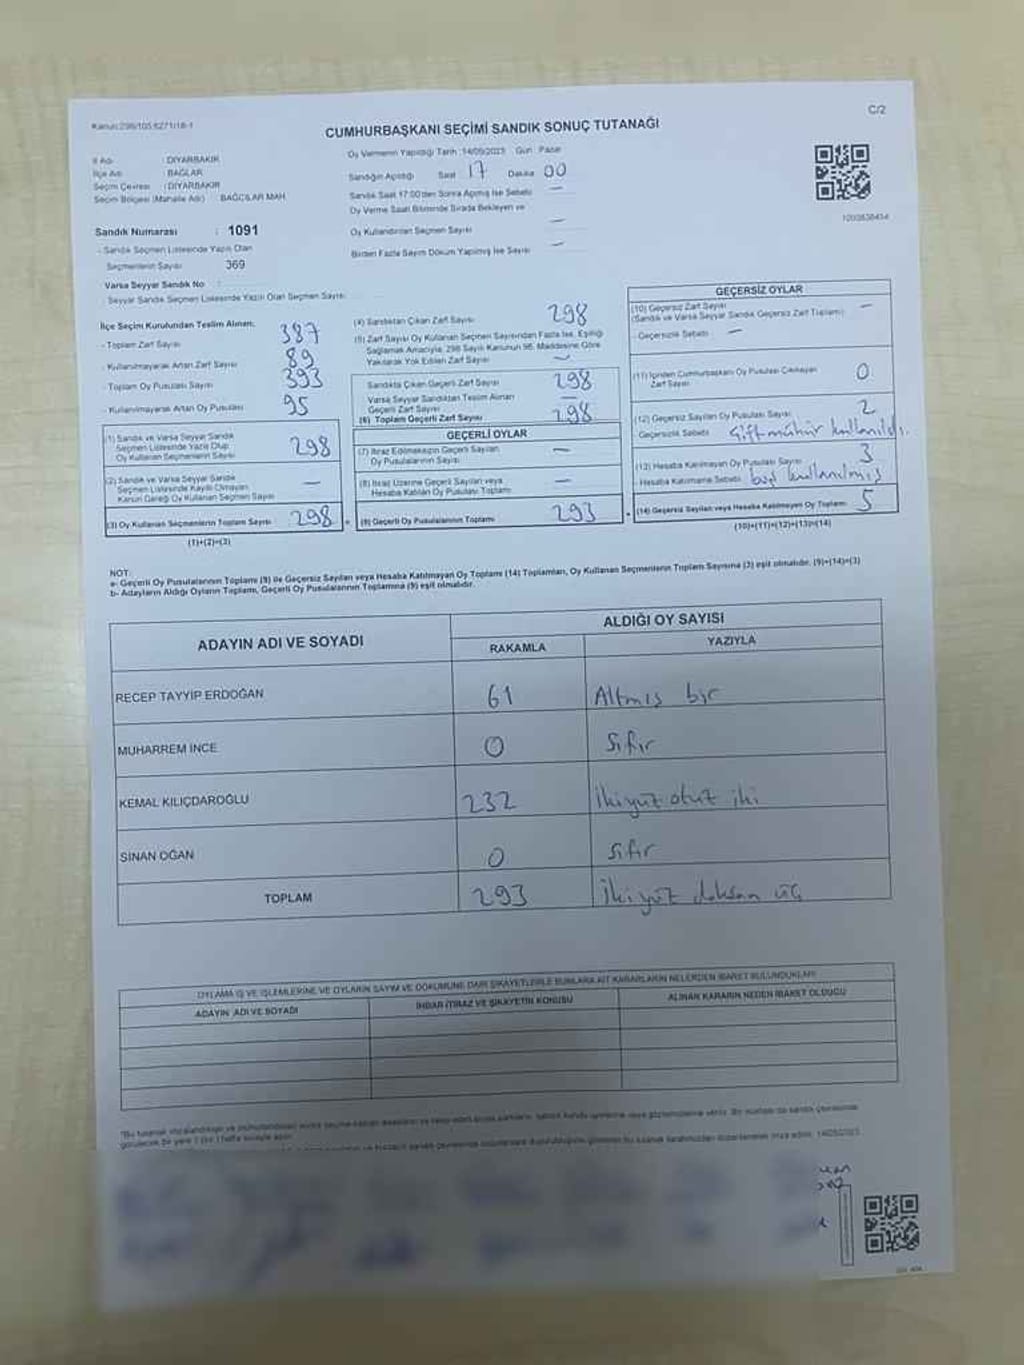 Kanun:298/105;6271/18-1
C/2
CUMHURBAŞKANI SEÇİMİ SANDIK SONUÇ TUTANAĞI
İl Adı : DİYARBAKIR
İlçe Adı : BAĞLAR
Seçim Çevresi : DİYARBAKIR
Seçim Bölgesi (Mahalle Adı) : BAĞCILAR MAH.
Oy Vermenin Yapıldığı Tarih : 14/05/2023 Gün : Pazar
Sandığın Açıldığı Saat 17 Dakika 00
Sandık Saat 17:00'den Sonra Açılmış İse Sebebi —
Oy Verme Saati Bitiminde Sırada Bekleyen ve
Oy Kullandırılan Seçmen Sayısı —
Birden Fazla Sayım Döküm Yapılmış İse Sayısı —
Sandık Numarası : 1091
- Sandık Seçmen Listesinde Yazılı Olan
Seçmenlerin Sayısı 369
Varsa Seyyar Sandık No :
- Seyyar Sandık Seçmen Listesinde Yazılı Olan Seçmen Sayısı:
İlçe Seçim Kurulundan Teslim Alınan;
- Toplam Zarf Sayısı 387
- Kullanılmayarak Artan Zarf Sayısı 89
- Toplam Oy Pusulası Sayısı 393
- Kullanılmayarak Artan Oy Pusulası 95
(1) Sandık ve Varsa Seyyar Sandık
Seçmen Listesinde Yazılı Olup
Oy Kullanan Seçmenlerin Sayısı 298
(2) Sandık ve Varsa Seyyar Sandık
Seçmen Listesinde Kayıtlı Olmayan
Kanun Gereği Oy Kullanan Seçmen Sayısı —
(3) Oy Kullanan Seçmenlerin Toplam Sayısı 298
(1)+(2)=(3)
(4) Sandıktan Çıkan Zarf Sayısı 298
(5) Zarf Sayısı Oy Kullanan Seçmen Sayısından Fazla İse, Eşitliği
Sağlamak Amacıyla, 298 Sayılı Kanunun 98. Maddesine Göre
Yakılarak Yok Edilen Zarf Sayısı —
Sandıkta Çıkan Geçerli Zarf Sayısı 298
Varsa Seyyar Sandıktan Teslim Alınan
Geçerli Zarf Sayısı —
(6) Toplam Geçerli Zarf Sayısı 298
GEÇERLİ OYLAR
(7) İtiraz Edilmeksizin Geçerli Sayılan
Oy Pusulalarının Sayısı —
(8) İtiraz Üzerine Geçerli Sayılan veya
Hesaba Katılan Oy Pusulası Toplamı —
(9) Geçerli Oy Pusulalarının Toplamı 293
GEÇERSİZ OYLAR
(10) Geçersiz Zarf Sayısı
(Sandık ve Varsa Seyyar Sandık Geçersiz Zarf Toplamı) —
- Geçersizlik Sebebi —
(11) İçinden Cumhurbaşkanı Oy Pusulası Çıkmayan
Zarf Sayısı 0
(12) Geçersiz Sayılan Oy Pusulası Sayısı 2
Geçersizlik Sebebi Çift mühür kullanıldı.
(13) Hesaba Katılmayan Oy Pusulası Sayısı 3
- Hesaba Katılmama Sebebi boş kullanılmış
(14) Geçersiz Sayılan veya Hesaba Katılmayan Oy Toplamı 5
(10)+(11)+(12)+(13)=(14)
NOT:
a- Geçerli Oy Pusulalarının Toplamı (9) ile Geçersiz Sayılan veya Hesaba Katılmayan Oy Toplamı (14) Toplamları, Oy Kullanan Seçmenlerin Toplam Sayısına (3) eşit olmalıdır. (9)+(14)=(3)
b- Adayların Aldığı Oyların Toplamı, Geçerli Oy Pusulalarının Toplamına (9) eşit olmalıdır.
ADAYIN ADI VE SOYADI
ALDIĞI OY SAYISI
RAKAMLA YAZIYLA
RECEP TAYYİP ERDOĞAN 61 Altmış bir
MUHARREM İNCE 0 Sıfır
KEMAL KILIÇDAROĞLU 232 İkiyüz otuz iki
SİNAN OĞAN 0 Sıfır
TOPLAM 293 İkiyüz doksan üç
OYLAMA İŞ VE İŞLEMLERİNE VE OYLARIN SAYIM VE DÖKÜMÜNE DAİR ŞİKAYETLERLE BUNLARA AİT KARARLARIN NELERDEN İBARET BULUNDUKLARI
ADAYIN ADI VE SOYADI
İHBAR İTİRAZ VE ŞİKAYETİN KONUSU
ALINAN KARARIN NEDEN İBARET OLDUĞU